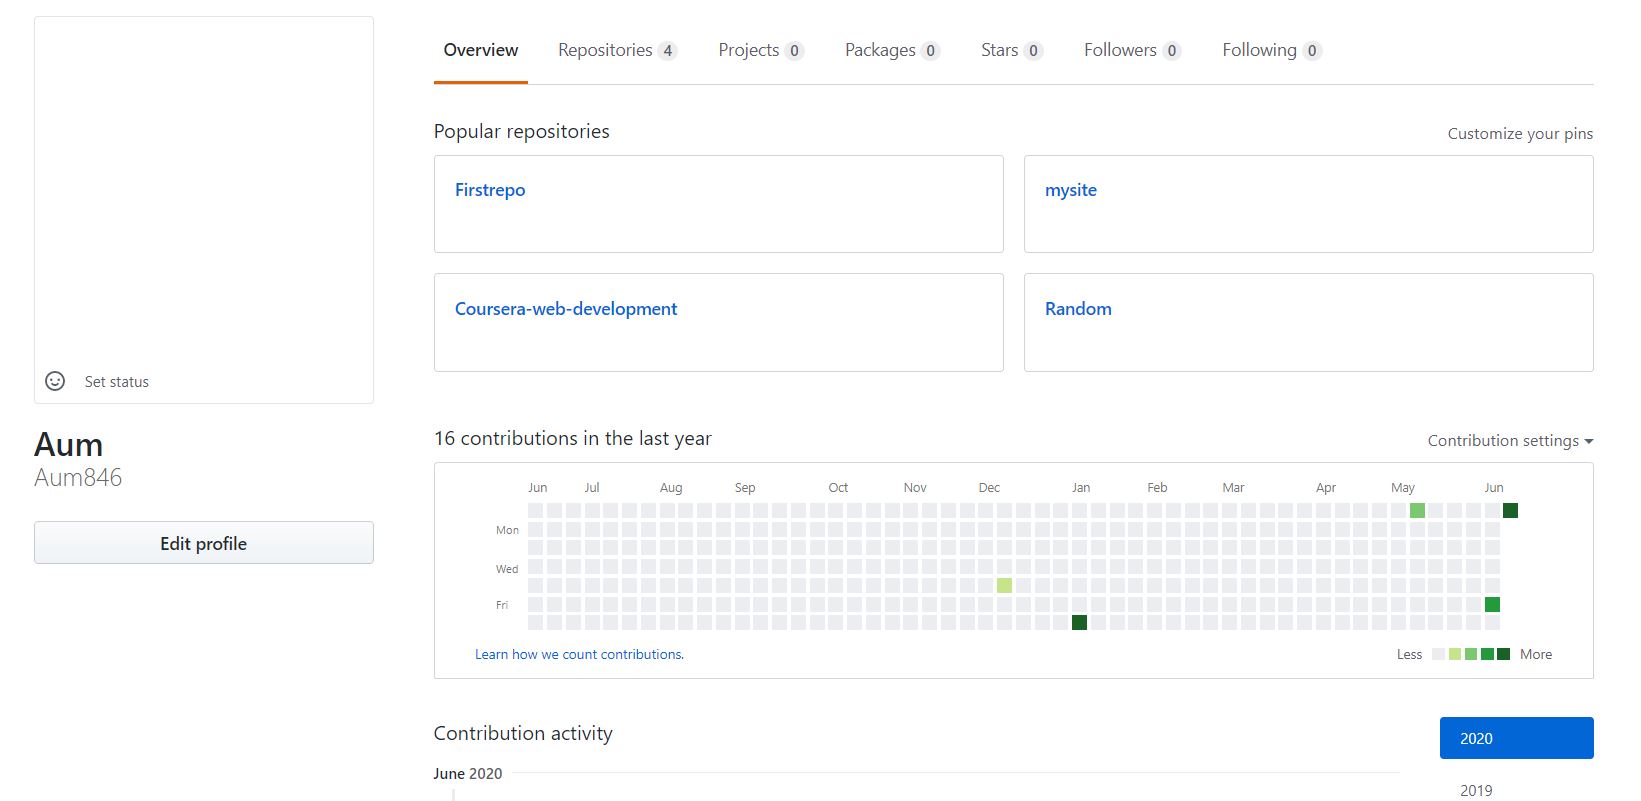 Overview Repositories 4 Projects 0 Packages 0 Stars 0 Followers 0 Following 0
Popular repositories
Customize your pins
Firstrepo
mysite
Coursera-web-development
Random
Set status
Aum
Aum846
Edit profile
16 contributions in the last year
Contribution settings
Jun Jul Aug Sep Oct Nov Dec Jan Feb Mar Apr May Jun
Mon
Wed
Fri
Learn how we count contributions.
Less More
Contribution activity
2020
June 2020
2019